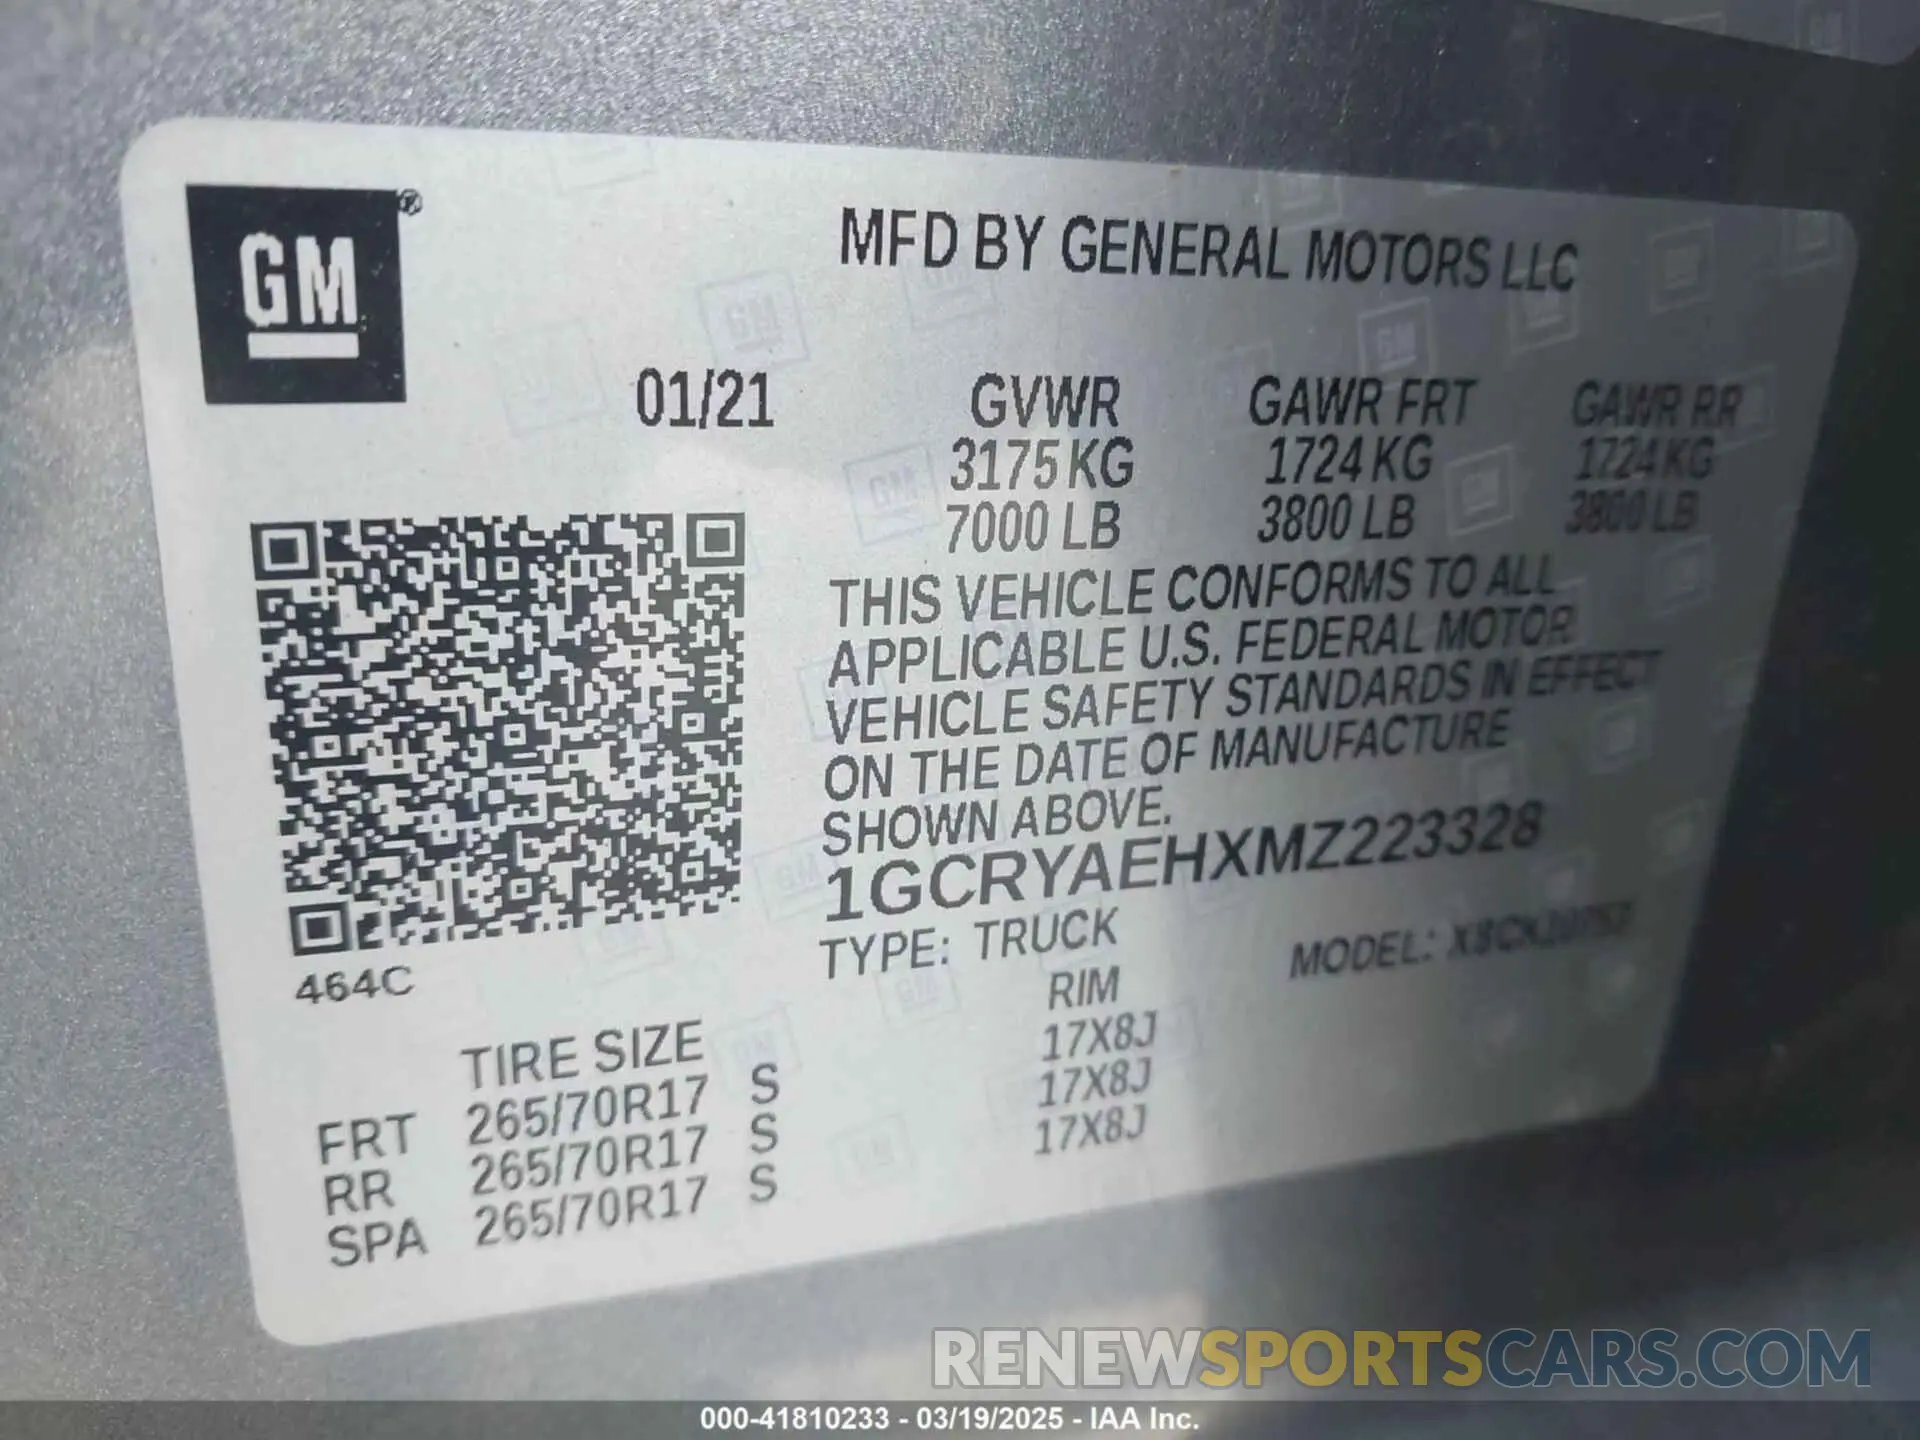 GM®
MFD BY GENERAL MOTORS LLC
01/21 GVWR GAWR FRT GAWR RR
3175 KG 1724 KG 1724 KG
7000 LB 3800 LB 3800 LB
THIS VEHICLE CONFORMS TO ALL
APPLICABLE U.S. FEDERAL MOTOR
VEHICLE SAFETY STANDARDS IN EFFECT
ON THE DATE OF MANUFACTURE
SHOWN ABOVE.
1GCRYAEHXMZ223328
TYPE: TRUCK MODEL:
464C
TIRE SIZE RIM
FRT 265/70R17 S 17X8J
RR 265/70R17 S 17X8J
SPA 265/70R17 S 17X8J
RENEWSPORTSCARS.COM
000-41810233 - 03/19/2025 - IAA Inc.